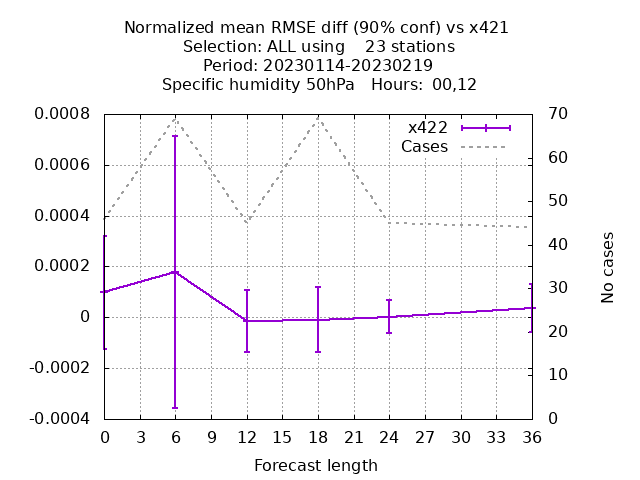 Normalized mean RMSE diff (90% conf) vs x421
Selection: ALL using    23 stations
Period: 20230114-20230219
Specific humidity 50hPa   Hours:  00,12
0.0008
0.0006
0.0004
0.0002
0
-0.0002
-0.0004
x422
Cases
70
60
50
40
30
20
10
0
No cases
0 3 6 9 12 15 18 21 24 27 30 33 36
Forecast length